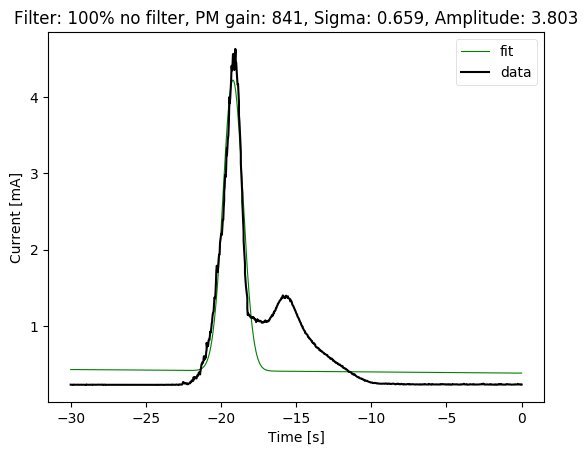 Filter: 100% no filter, PM gain: 841, Sigma: 0.659, Amplitude: 3.803
fit
data
4
3
2
1
Current [mA]
−30
−25
−20
−15
−10
−5
0
Time [s]